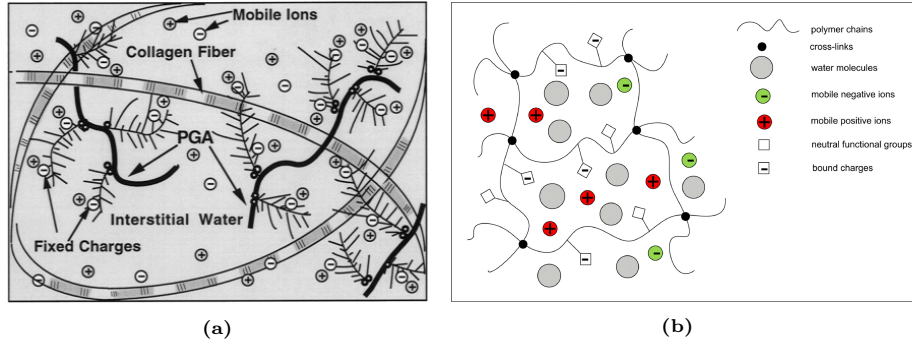 Mobile Ions
Collagen Fiber
PGA
Interstitial Water
Fixed Charges
(a)
polymer chains
cross-links
water molecules
mobile negative ions
mobile positive ions
neutral functional groups
bound charges
(b)